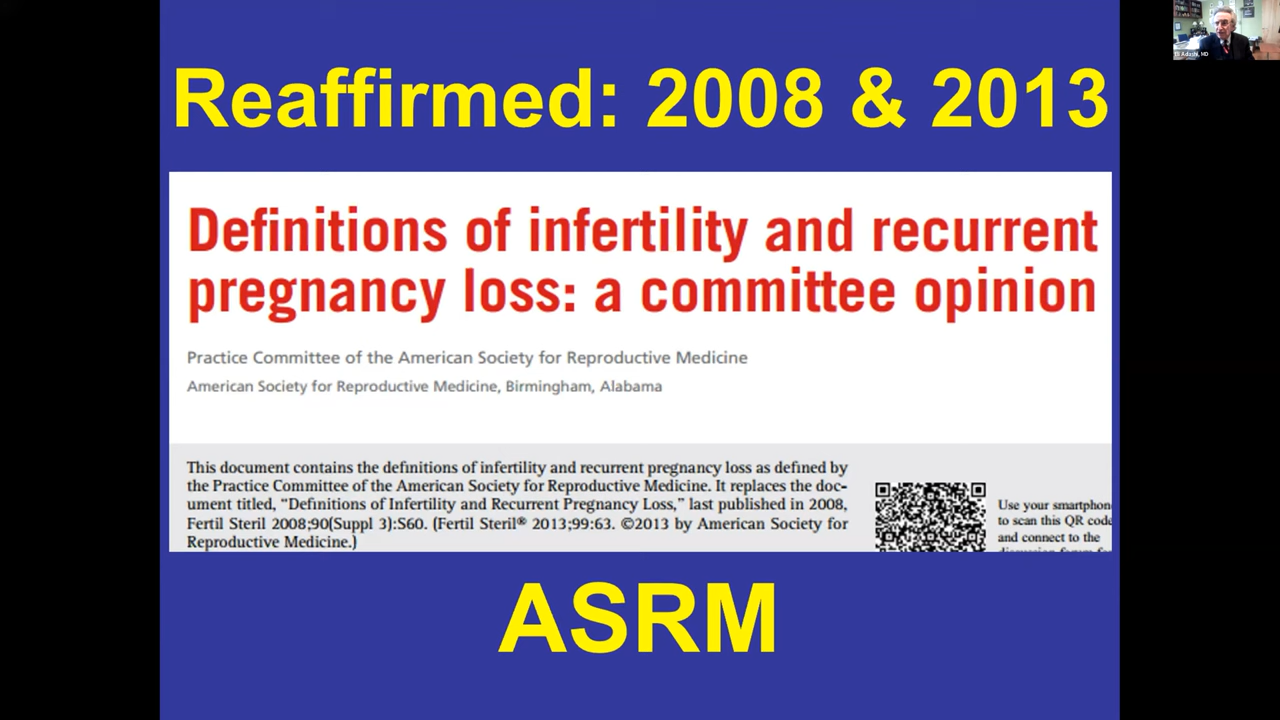 Reaffirmed: 2008 & 2013
Definitions of infertility and recurrent
pregnancy loss: a committee opinion
Practice Committee of the American Society for Reproductive Medicine
American Society for Reproductive Medicine, Birmingham, Alabama
This document contains the definitions of infertility and recurrent pregnancy loss as defined by
the Practice Committee of the American Society for Reproductive Medicine. It replaces the doc-
ument titled, “Definitions of Infertility and Recurrent Pregnancy Loss,” last published in 2008,
Fertil Steril 2008;90(Suppl 3):S60. (Fertil Steril® 2013;99:63. ©2013 by American Society for
Reproductive Medicine.)
Use your smartphon
to scan this QR code
and connect to the
ASRM
Adashi, MD